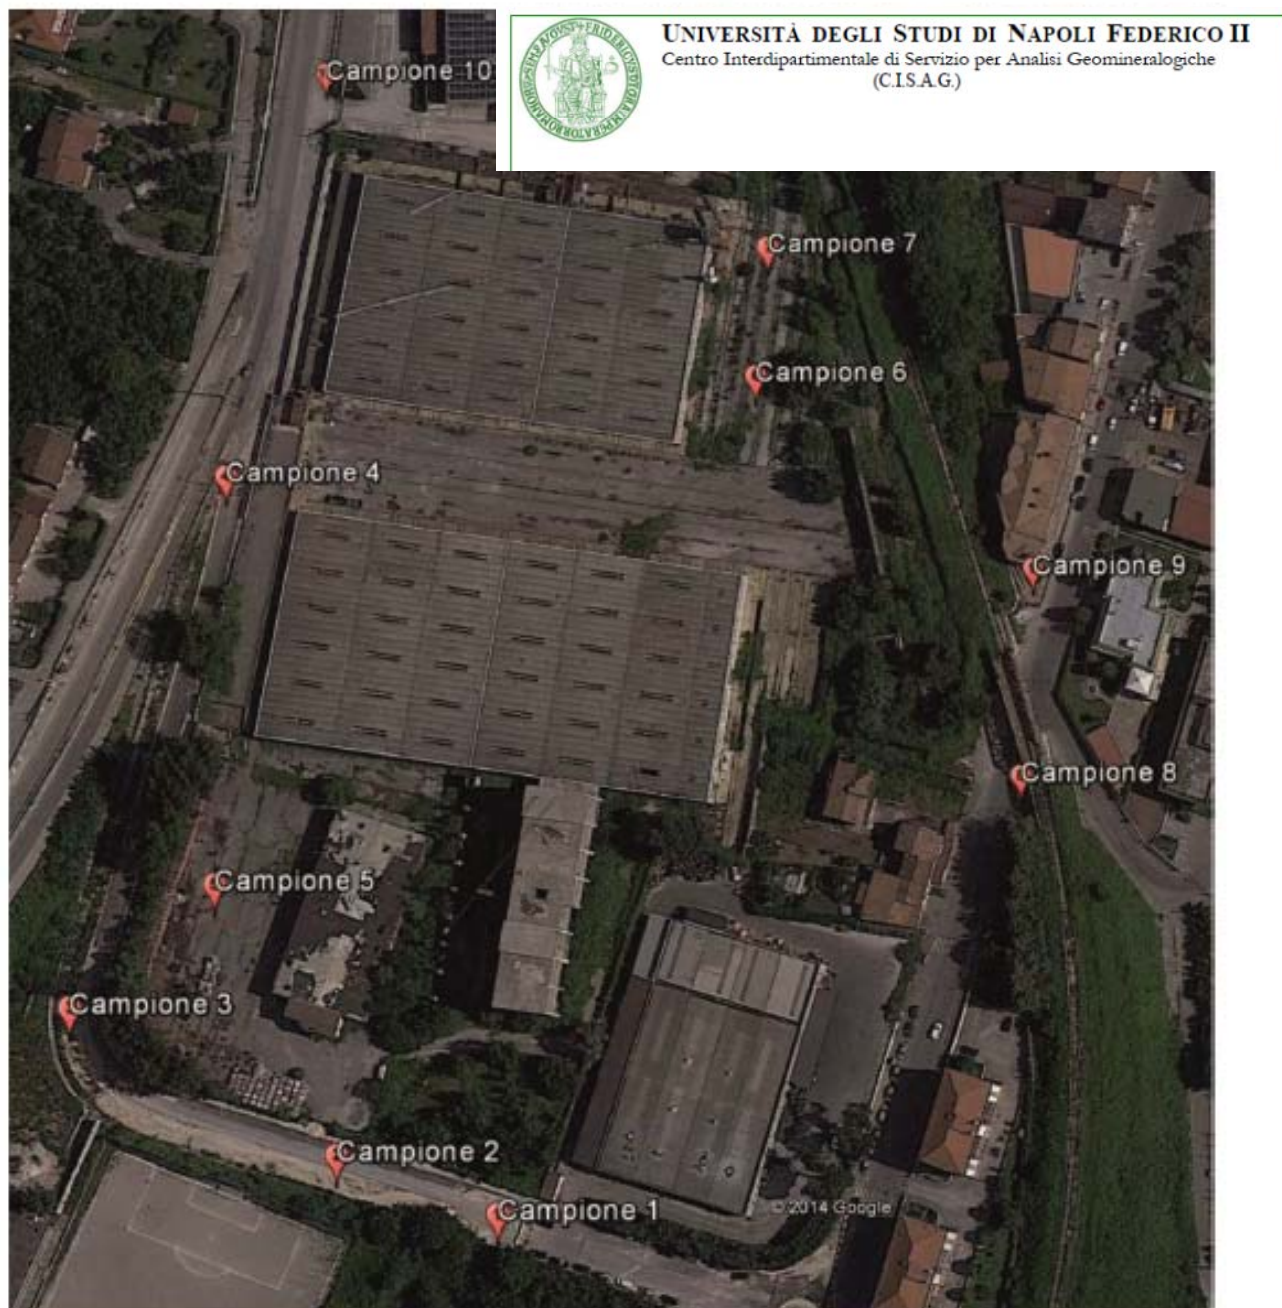 UNIVERSITÀ DEGLI STUDI DI NAPOLI FEDERICO II
Centro Interdipartimentale di Servizio per Analisi Geomineralogiche
(C.I.S.A.G.)
Campione 10
Campione 7
Campione 6
Campione 4
Campione 9
Campione 8
Campione 5
Campione 3
Campione 2
Campione 1
© 2014 Google